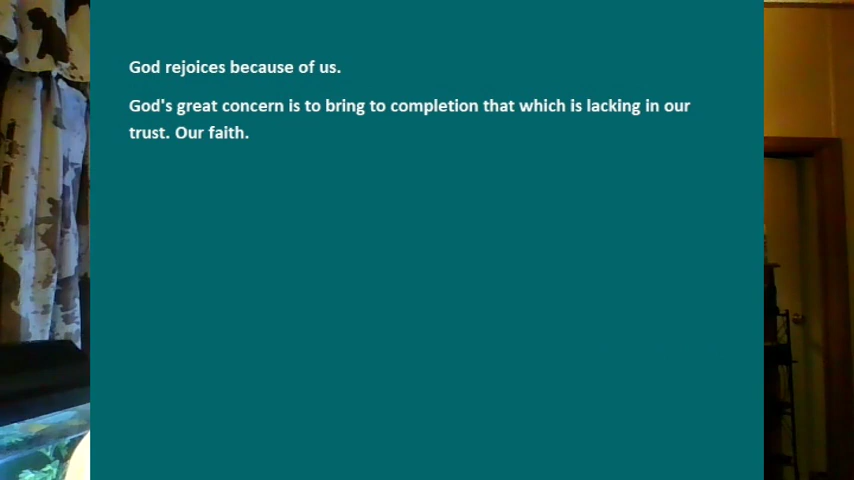 God rejoices because of us.
God's great concern is to bring to completion that which is lacking in our
trust. Our faith.